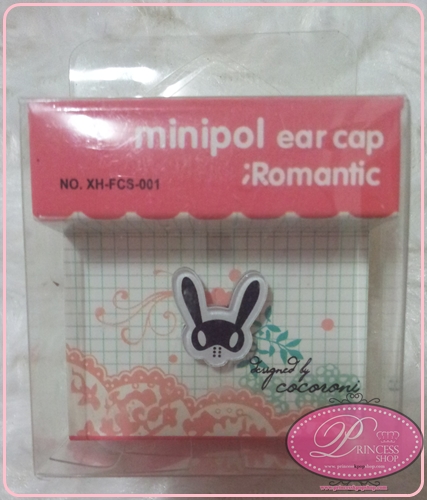 minipol ear cap
;Romantic
NO. XH-FCS-001
designed by
cocoroni
PRINCESS
SHOP